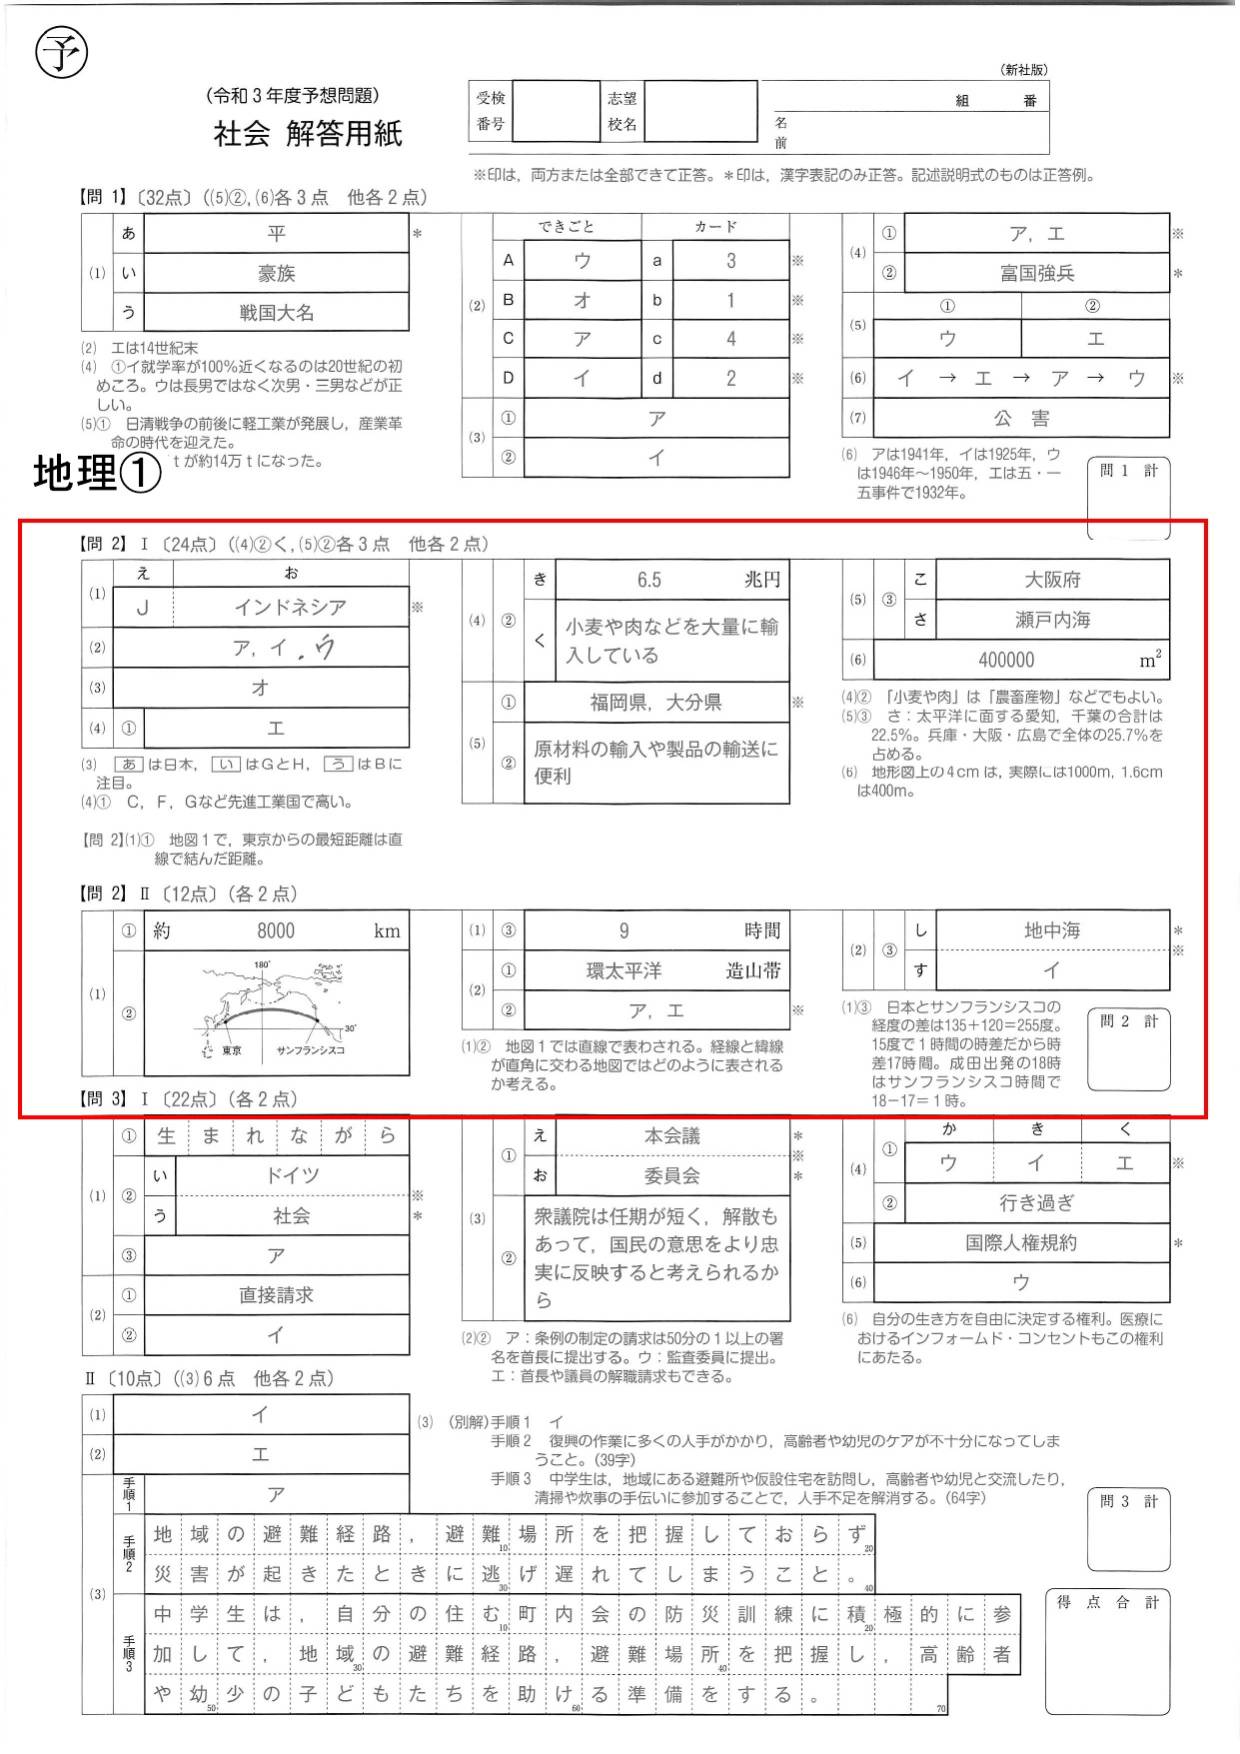 予
(新社版)
(令和3年度予想問題)
社会 解答用紙
受検番号
志望校名
組 番
名前
※印は，両方または全部できて正答。＊印は，漢字表記のみ正答。記述説明式のものは正答例。
【問 1】〔32点〕((5)②,(6)各3点 他各2点)
(1) あ 平 ＊
い 豪族
う 戦国大名
(2) エは14世紀末
(4) ①イ就学率が100%近くなるのは20世紀の初
めころ。ウは長男ではなく次男・三男などが正
しい。
(5)① 日清戦争の前後に軽工業が発展し，産業革
命の時代を迎えた。
tが約14万tになった。
できごと カード
(2) A ウ a 3 ※
B オ b 1 ※
C ア c 4 ※
D イ d 2 ※
(3) ① ア
② イ
(4) ① ア，エ ※
② 富国強兵 ＊
(5) ① ②
ウ エ
(6) イ → エ → ア → ウ ※
(7) 公 害
(6) アは1941年，イは1925年，ウ
は1946年～1950年，エは五・一
五事件で1932年。
問 1 計
地理①
【問 2】 Ⅰ 〔24点〕((4)②く,(5)②各3点 他各2点)
(1) え お
J インドネシア ※
(2) ア，イ，ウ
(3) オ
(4) ① エ
(3) あは日本，いはGとH，うはBに
注目。
(4)① C，F，Gなど先進工業国で高い。
【問 2】(1)① 地図1で，東京からの最短距離は直
線で結んだ距離。
(4) ② き 6.5 兆円
く 小麦や肉などを大量に輸
入している
(5) ① 福岡県，大分県 ※
② 原材料の輸入や製品の輸送に
便利
(5) ③ こ 大阪府
さ 瀬戸内海
(6) 400000 m²
(4)② 「小麦や肉」は「農畜産物」などでもよい。
(5)③ さ：太平洋に面する愛知，千葉の合計は
22.5%。兵庫・大阪・広島で全体の25.7%を
占める。
(6) 地形図上の4cmは，実際には1000m，1.6cm
は400m。
【問 2】 Ⅱ 〔12点〕(各2点)
(1) ① 約 8000 km
② 180° 30° 東京 サンフランシスコ
(1) ③ 9 時間
(2) ① 環太平洋 造山帯
② ア，エ ※
(1)② 地図1では直線で表わされる。経線と緯線
が直角に交わる地図ではどのように表される
か考える。
(2) ③ し 地中海 ＊
※
す イ
(1)③ 日本とサンフランシスコの
経度の差は135＋120＝255度。
15度で1時間の時差だから時
差17時間。成田出発の18時
はサンフランシスコ時間で
18－17＝1時。
問 2 計
【問 3】 Ⅰ 〔22点〕(各2点)
(1) ① 生まれながら
② い ドイツ
※
う 社会 ＊
③ ア
(2) ① 直接請求
② イ
(3) ① え 本会議 ＊
※
お 委員会 ＊
② 衆議院は任期が短く，解散も
あって，国民の意思をより忠
実に反映すると考えられるか
ら
(2)② ア：条例の制定の請求は50分の1以上の署
名を首長に提出する。ウ：監査委員に提出。
エ：首長や議員の解職請求もできる。
(4) ① か き く
ウ イ エ ※
② 行き過ぎ
(5) 国際人権規約 ＊
(6) ウ
(6) 自分の生き方を自由に決定する権利。医療に
おけるインフォームド・コンセントもこの権利
にあたる。
Ⅱ 〔10点〕((3)6点 他各2点)
(1) イ
(2) エ
(3) 手順1 ア
(3) (別解)手順1 イ
手順2 復興の作業に多くの人手がかかり，高齢者や幼児のケアが不十分になってしま
うこと。(39字)
手順3 中学生は，地域にある避難所や仮設住宅を訪問し，高齢者や幼児と交流したり，
清掃や炊事の手伝いに参加することで，人手不足を解消する。(64字)
問 3 計
手順2 地域の避難経路，避難場所を把握しておらず
10 20
災害が起きたときに逃げ遅れてしまうこと。
30 40
手順3 中学生は，自分の住む町内会の防災訓練に積極的に参
10 20
加して，地域の避難経路，避難場所を把握し，高齢者
30 40
や幼少の子どもたちを助ける準備をする。
50 60 70
得 点 合 計